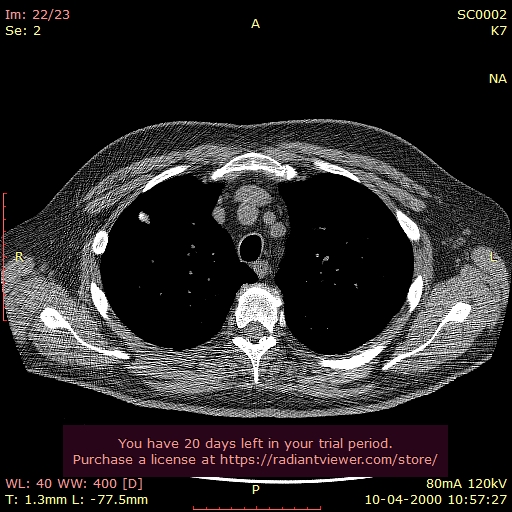 Im: 22/23
Se: 2
A
SC0002
K7
NA
R
L
You have 20 days left in your trial period.
Purchase a license at https://radiantviewer.com/store/
WL: 40 WW: 400 [D]
T: 1.3mm L: -77.5mm
P
80mA 120kV
10-04-2000 10:57:27